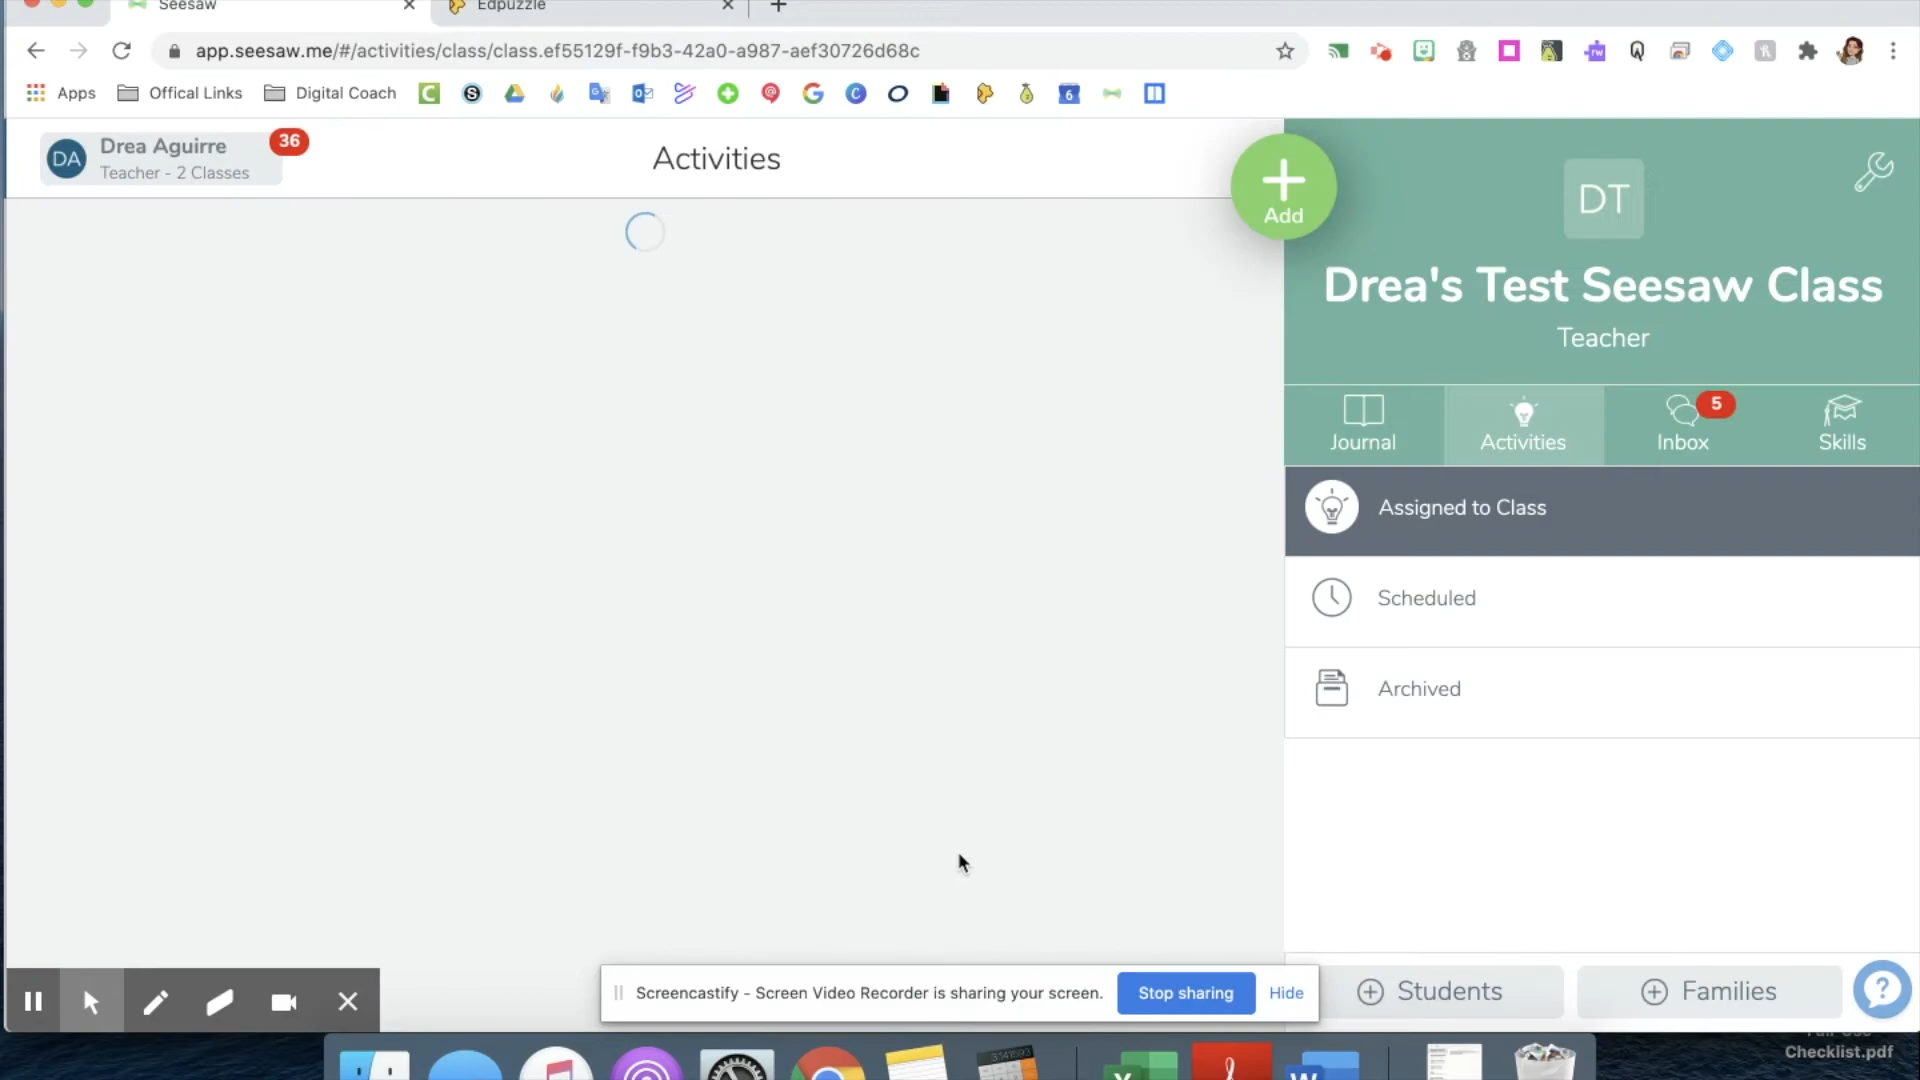 Seesaw
Edpuzzle
app.seesaw.me/#/activities/class/class.ef55129f-f9b3-42a0-a987-aef30726d68c
Apps
Offical Links
Digital Coach
DA
Drea Aguirre
Teacher - 2 Classes
36
Activities
Add
DT
Drea's Test Seesaw Class
Teacher
Journal
Activities
Inbox
5
Skills
Assigned to Class
Scheduled
Archived
Screencastify - Screen Video Recorder is sharing your screen.
Stop sharing
Hide
Students
Families
Checklist.pdf